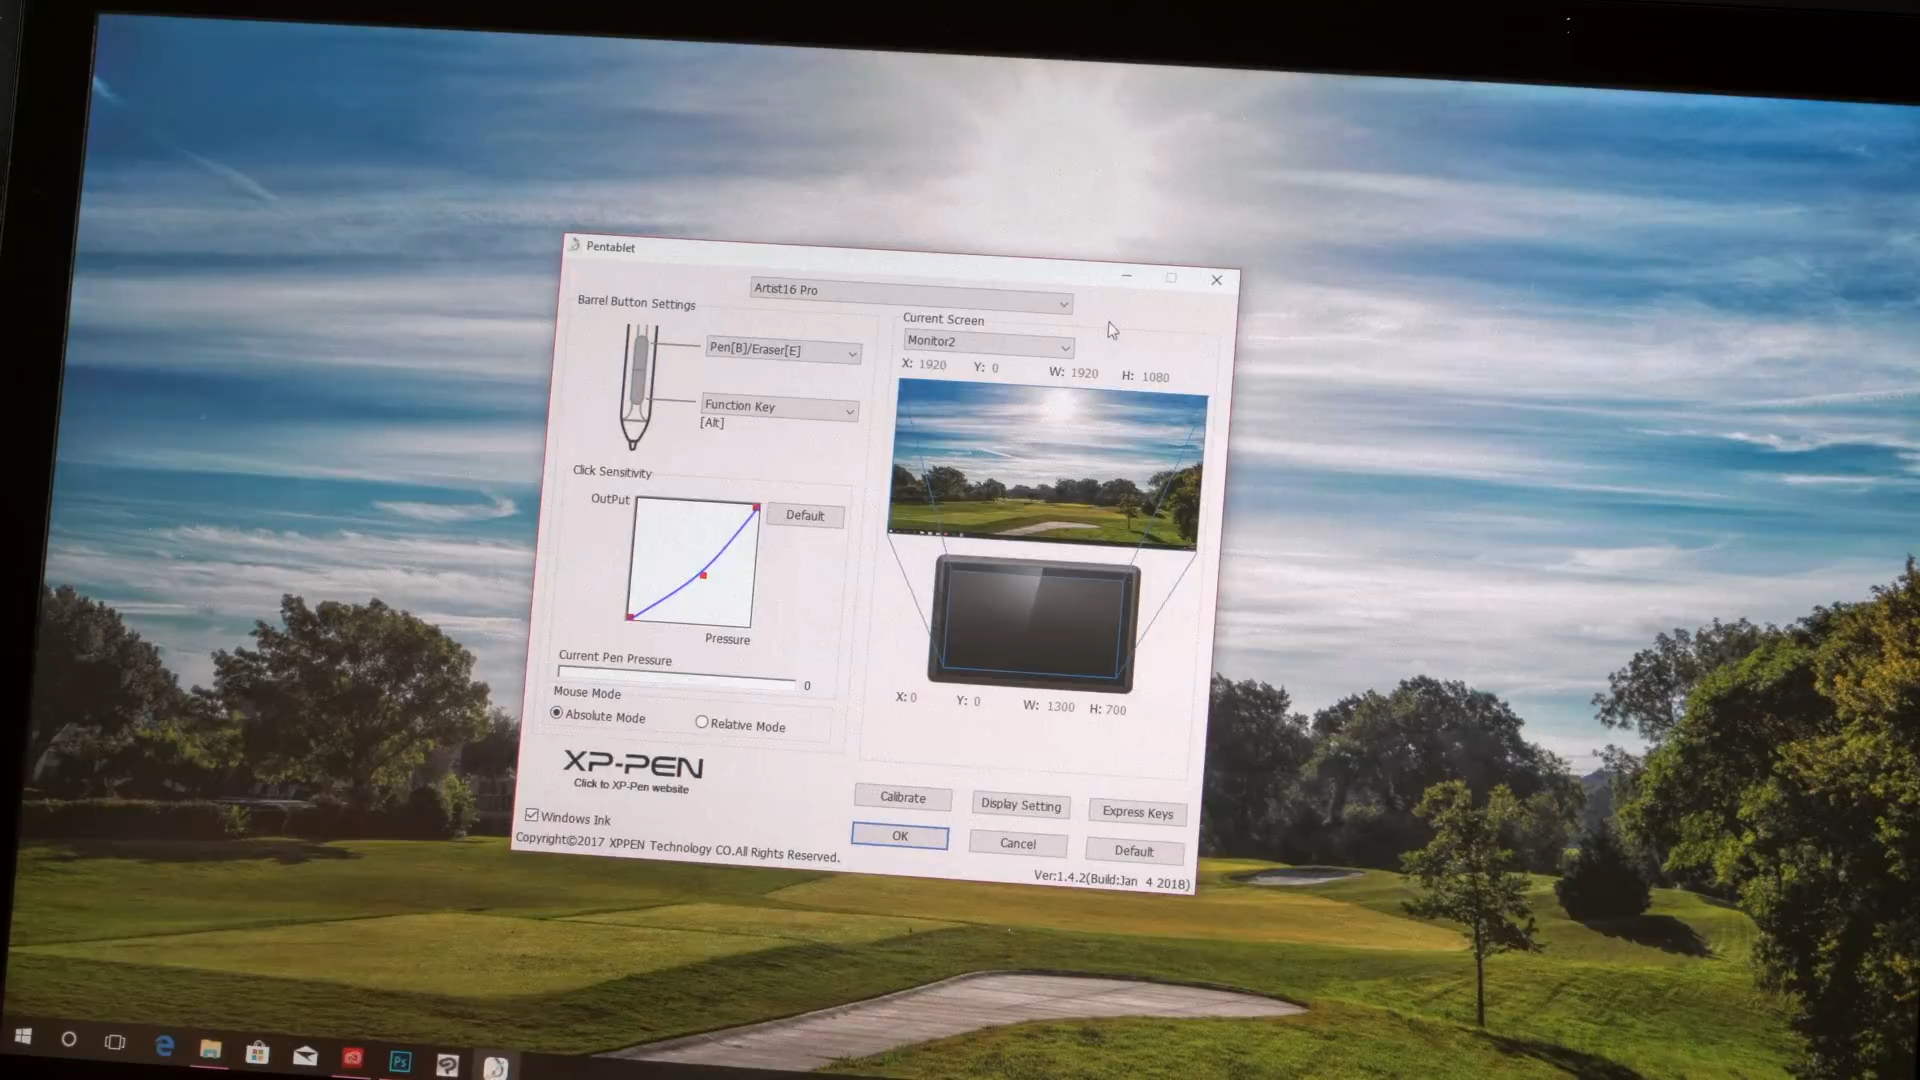 Pentablet
Artist16 Pro
Barrel Button Settings
Pen[B]/Eraser[E]
Function Key
[Alt]
Click Sensitivity
OutPut
Default
Pressure
Current Pen Pressure
0
Mouse Mode
Absolute Mode
Relative Mode
XP-PEN
Click to XP-Pen website
Windows Ink
Copyright©2017 XPPEN Technology CO.All Rights Reserved.
Current Screen
Monitor2
X: 1920 Y: 0 W: 1920 H: 1080
X: 0 Y: 0 W: 1300 H: 700
Calibrate
Display Setting
Express Keys
OK
Cancel
Default
Ver:1.4.2(Build:Jan 4 2018)
Ps